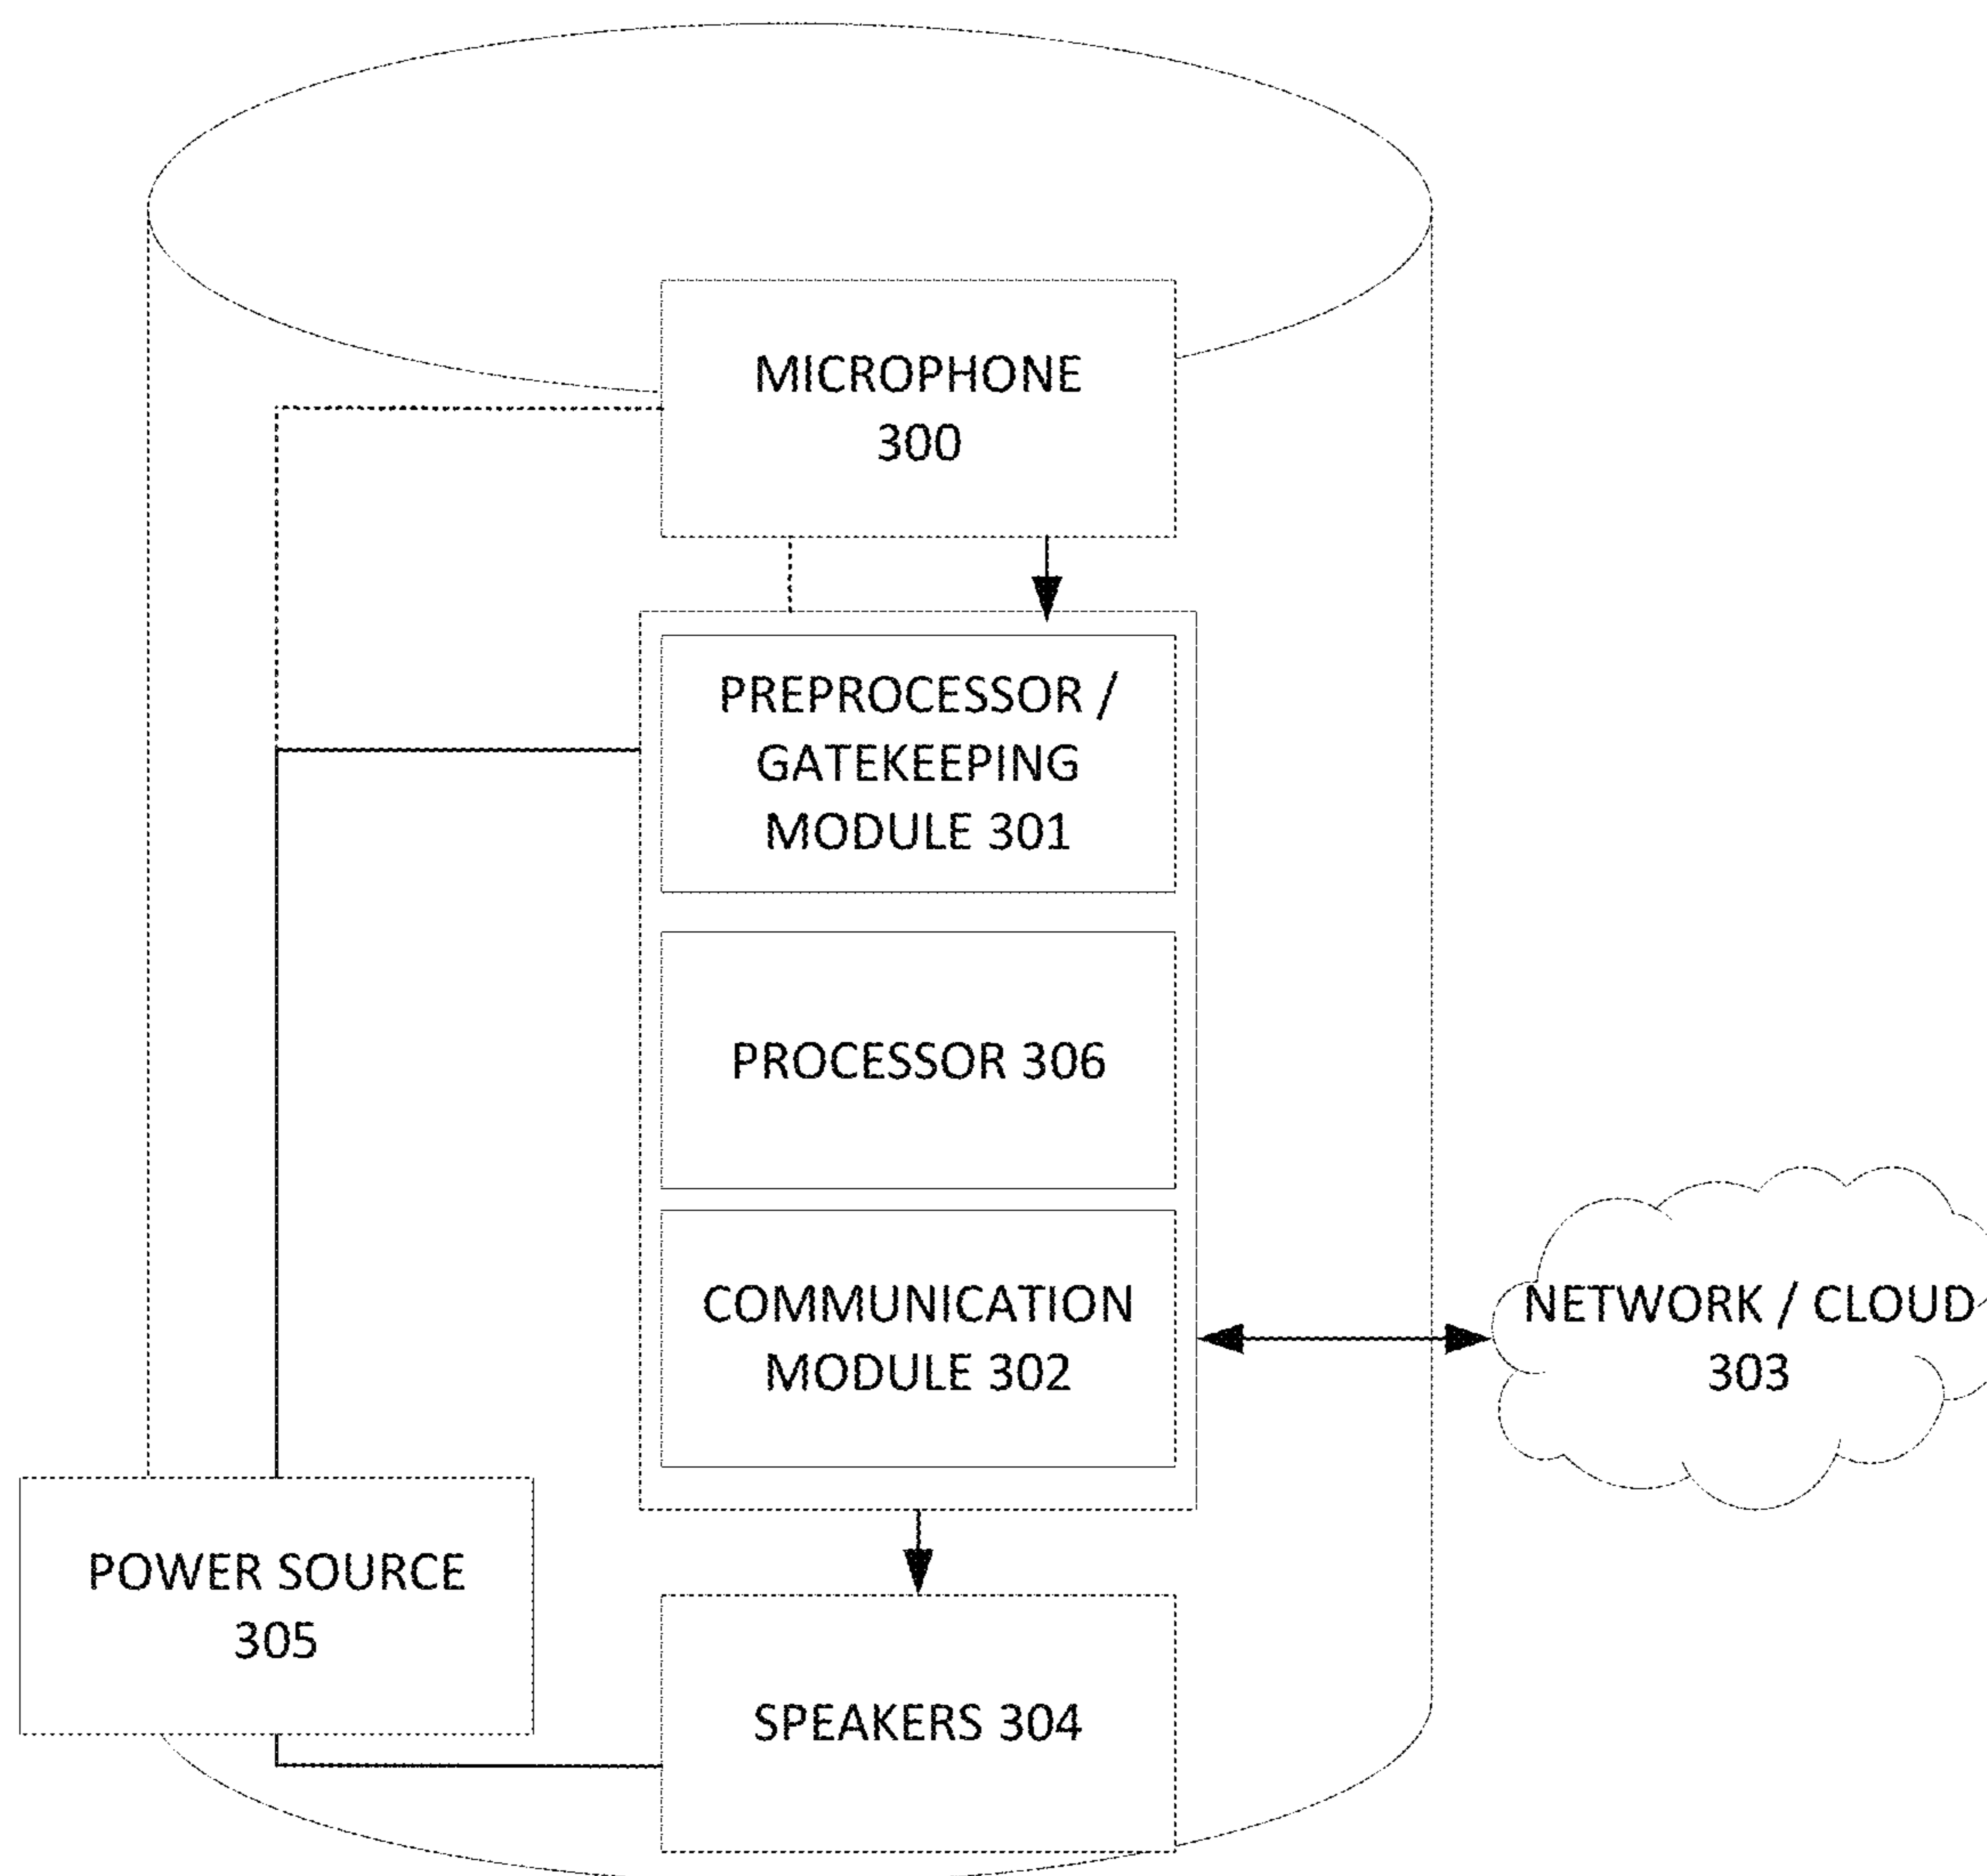 MICROPHONE
300
PREPROCESSOR /
GATEKEEPING
MODULE 301
PROCESSOR 306
COMMUNICATION
MODULE 302
NETWORK / CLOUD
303
POWER SOURCE
305
SPEAKERS 304